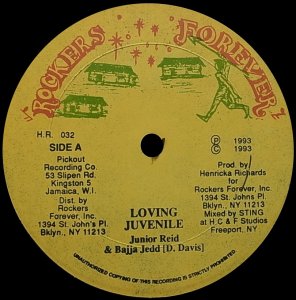 ROCKERS FOREVER
H.R. 032
SIDE A
Pickout
Recording Co.
53 Slipen Rd.
Kingston 5
Jamaica, W.I.
Dist. by
Rockers
Forever, Inc.
1394 St. John's Pl.
Bklyn., NY 11213
Ⓟ 1993
© 1993
Prod. by
Henricka Richards
for
Rockers Forever, Inc.
1394 St. Johns Pl.
Bklyn., NY 11213
Mixed by STING
at H.C & F Studios
Freeport, NY
LOVING
JUVENILE
Junior Reid
& Bajja Jedd [D. Davis]
UNAUTHORIZED COPYING OF THIS RECORDING IS STRICTLY PROHIBITED